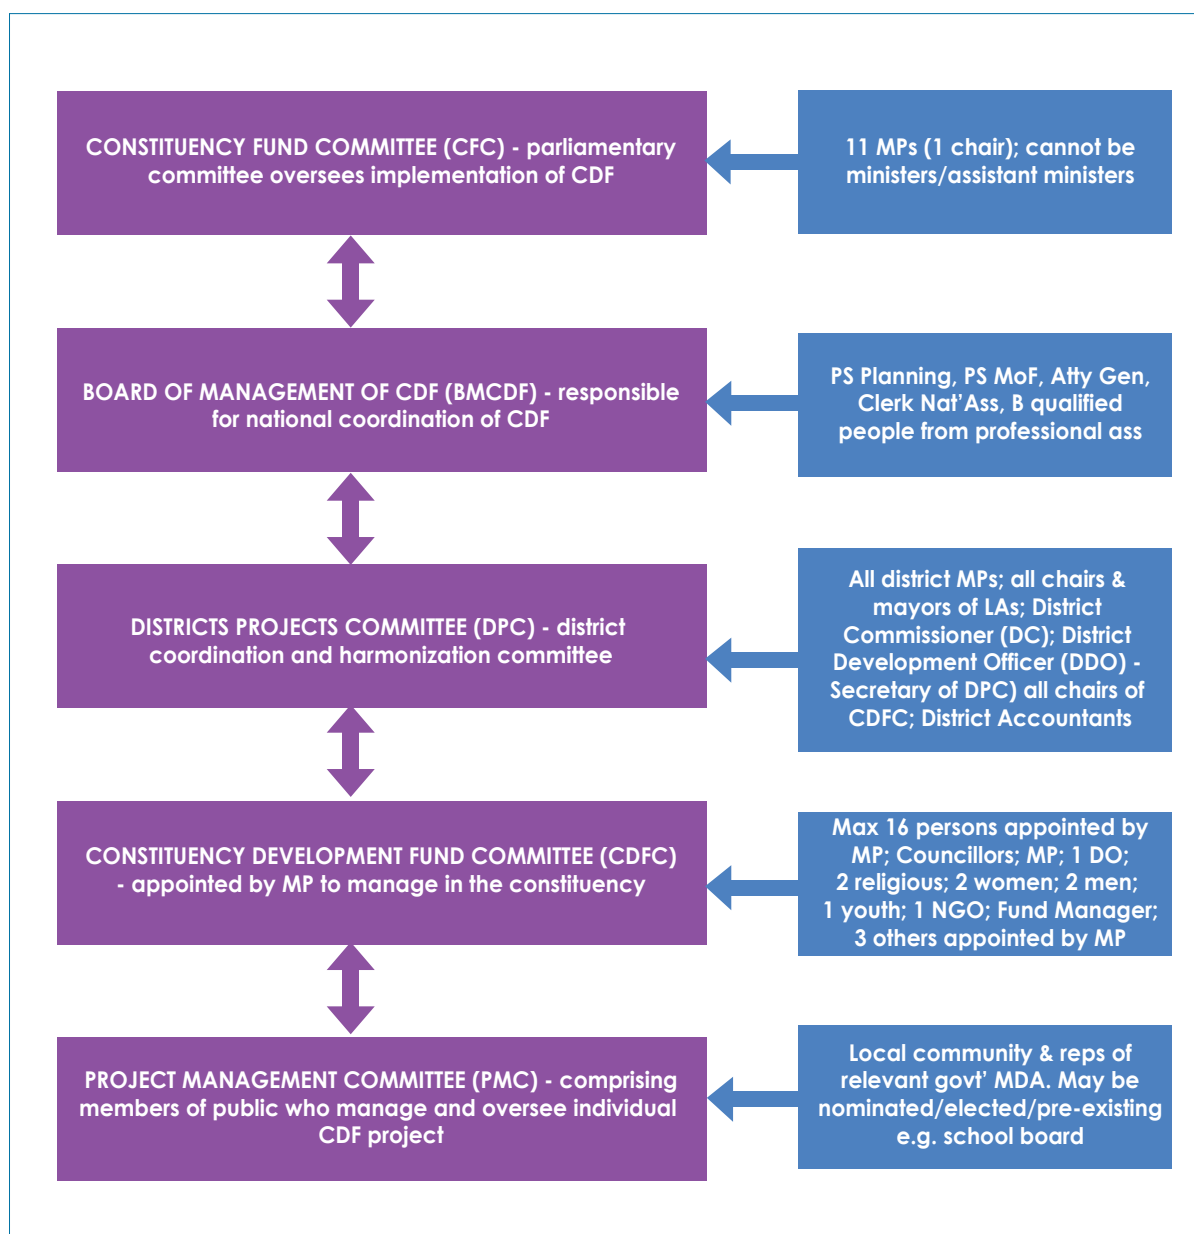 CONSTITUENCY FUND COMMITTEE (CFC) - parliamentary
committee oversees implementation of CDF
11 MPs (1 chair); cannot be
ministers/assistant ministers
BOARD OF MANAGEMENT OF CDF (BMCDF) - responsible
for national coordination of CDF
PS Planning, PS MoF, Atty Gen,
Clerk Nat’Ass, B qualified
people from professional ass
DISTRICTS PROJECTS COMMITTEE (DPC) - district
coordination and harmonization committee
All district MPs; all chairs &
mayors of LAs; District
Commissioner (DC); District
Development Officer (DDO) -
Secretary of DPC) all chairs of
CDFC; District Accountants
CONSTITUENCY DEVELOPMENT FUND COMMITTEE (CDFC)
- appointed by MP to manage in the constituency
Max 16 persons appointed by
MP; Councillors; MP; 1 DO;
2 religious; 2 women; 2 men;
1 youth; 1 NGO; Fund Manager;
3 others appointed by MP
PROJECT MANAGEMENT COMMITTEE (PMC) - comprising
members of public who manage and oversee individual
CDF project
Local community & reps of
relevant govt’ MDA. May be
nominated/elected/pre-existing
e.g. school board